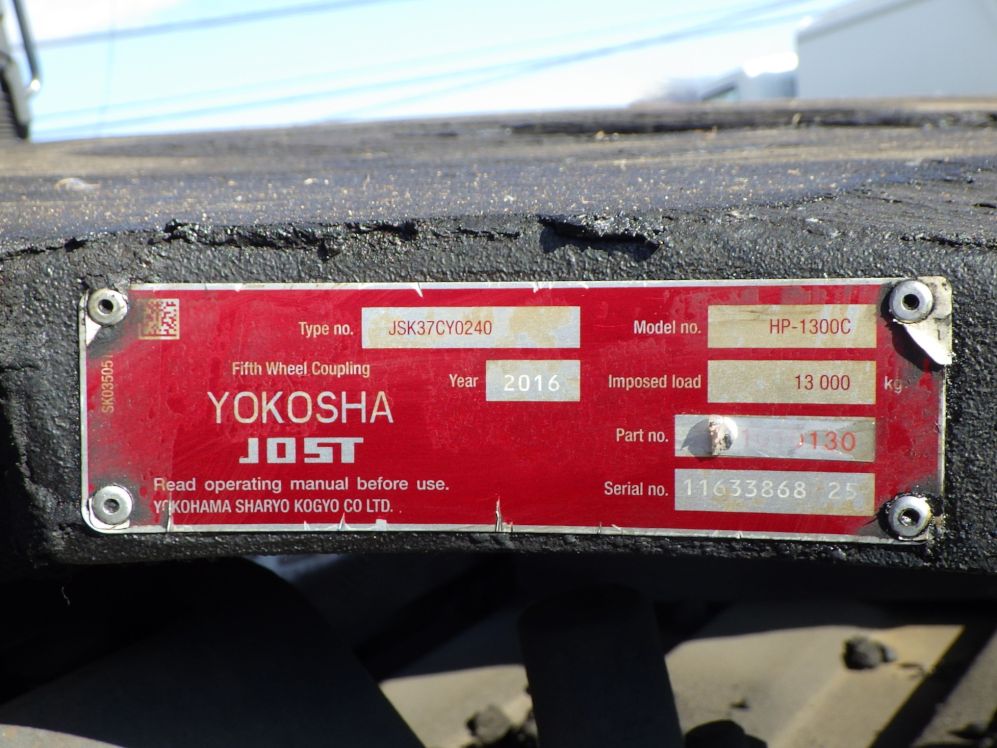 Type no. JSK37CY0240
Model no. HP-1300C
Fifth Wheel Coupling
Year 2016
Imposed load 13 000 kg
YOKOSHA
JOST
Part no.
Serial no. 11633868 25
Read operating manual before use.
YOKOHAMA SHARYO KOGYO CO LTD.